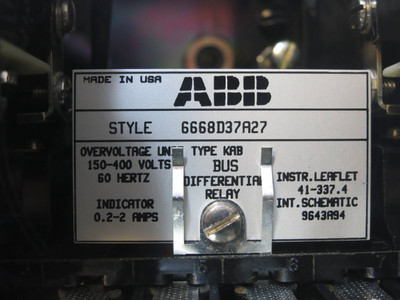 MADE IN USA
ABB
STYLE 6668D37A27
OVERVOLTAGE UNI
150-400 VOLTS
60 HERTZ
INDICATOR
0.2-2 AMPS
TYPE KAB
BUS
DIFFERENTIAL
RELAY
INSTR.LEAFLET
41-337.4
INT.SCHEMATIC
9643A94